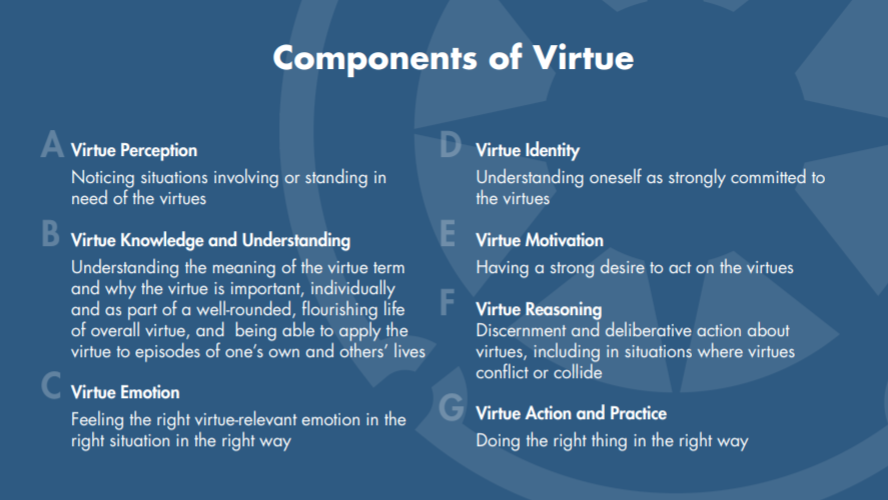 Components of Virtue
A Virtue Perception
Noticing situations involving or standing in
need of the virtues
B Virtue Knowledge and Understanding
Understanding the meaning of the virtue term
and why the virtue is important, individually
and as part of a well-rounded, flourishing life
of overall virtue, and being able to apply the
virtue to episodes of one’s own and others’ lives
C Virtue Emotion
Feeling the right virtue-relevant emotion in the
right situation in the right way
D Virtue Identity
Understanding oneself as strongly committed to
the virtues
E Virtue Motivation
Having a strong desire to act on the virtues
F Virtue Reasoning
Discernment and deliberative action about
virtues, including in situations where virtues
conflict or collide
G Virtue Action and Practice
Doing the right thing in the right way